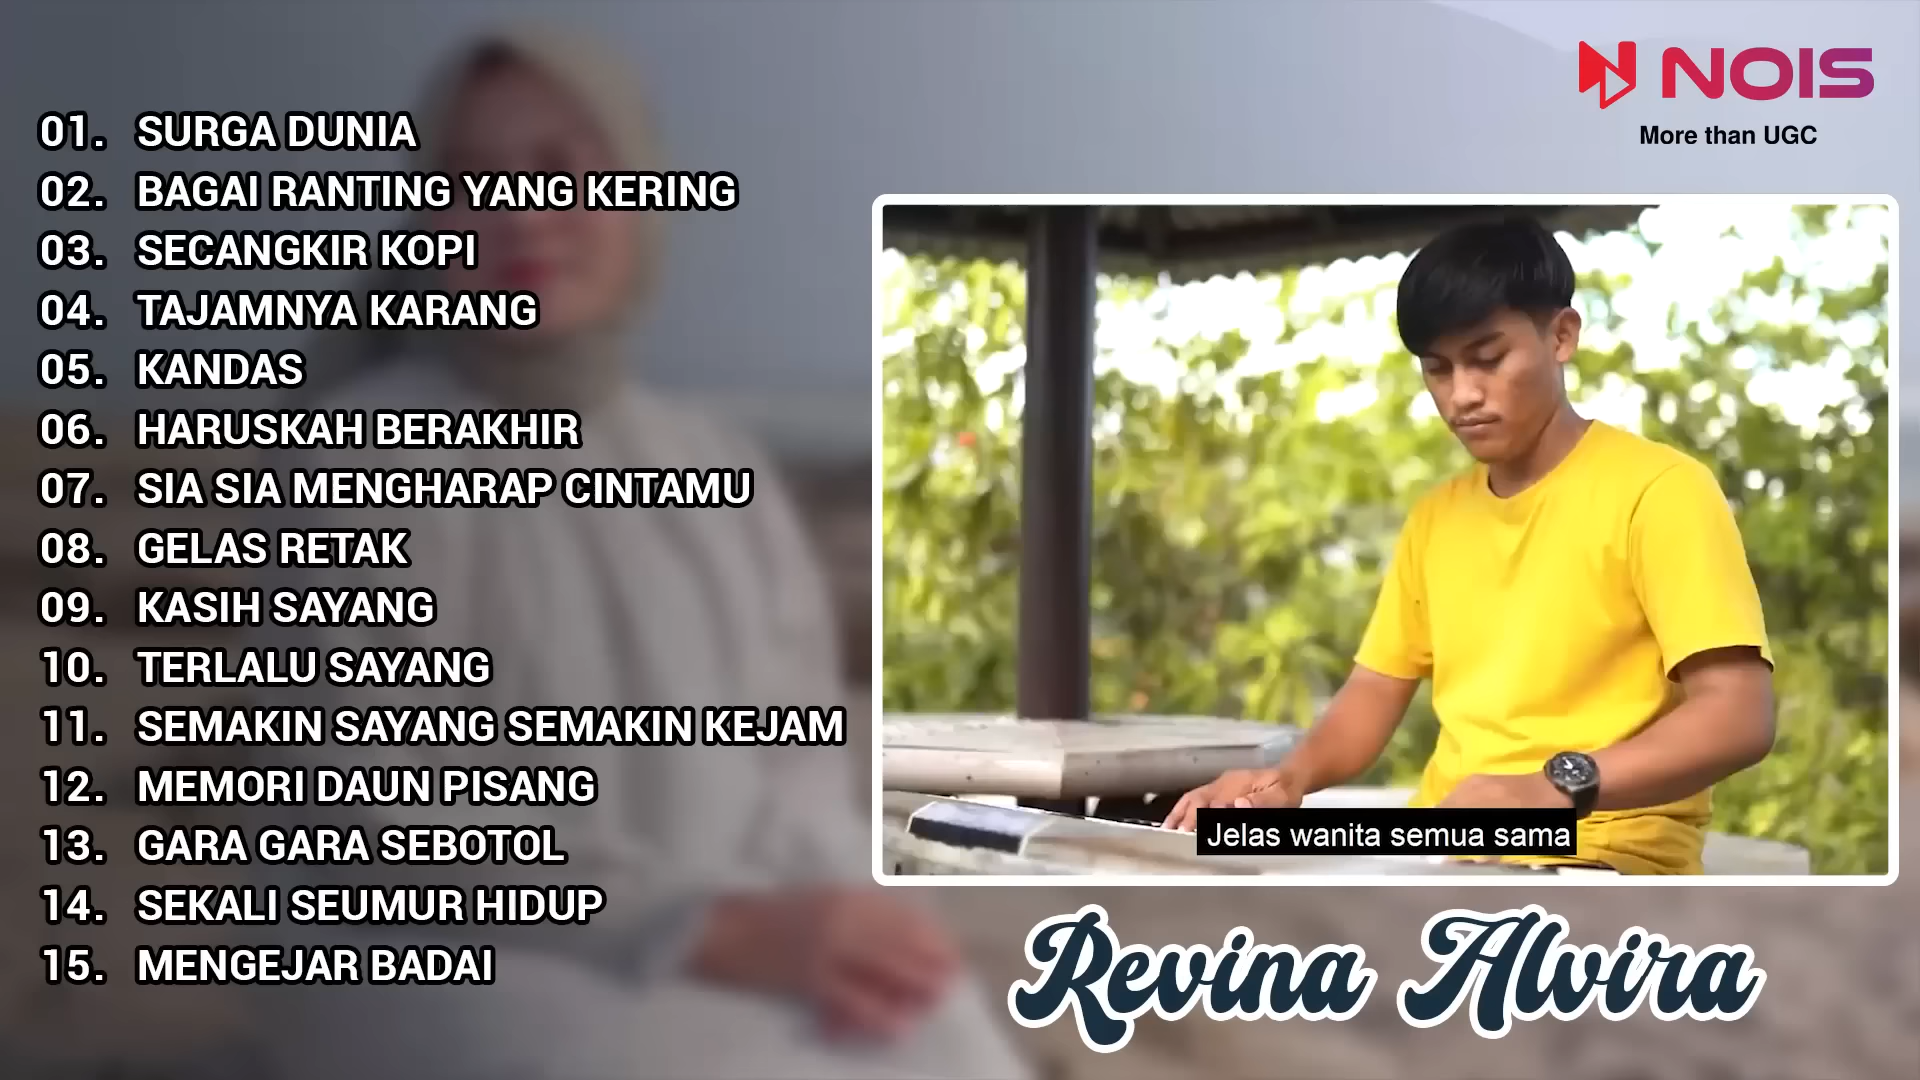 NOIS
More than UGC
01. SURGA DUNIA
02. BAGAI RANTING YANG KERING
03. SECANGKIR KOPI
04. TAJAMNYA KARANG
05. KANDAS
06. HARUSKAH BERAKHIR
07. SIA SIA MENGHARAP CINTAMU
08. GELAS RETAK
09. KASIH SAYANG
10. TERLALU SAYANG
11. SEMAKIN SAYANG SEMAKIN KEJAM
12. MEMORI DAUN PISANG
13. GARA GARA SEBOTOL
14. SEKALI SEUMUR HIDUP
15. MENGEJAR BADAI
Jelas wanita semua sama
Revina Alvira